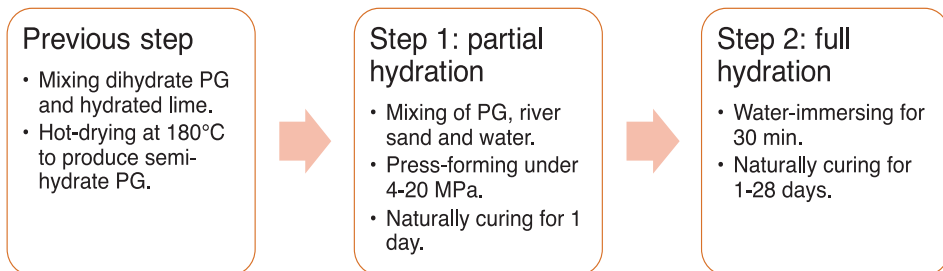 Previous step
• Mixing dihydrate PG
and hydrated lime.
• Hot-drying at 180°C
to produce semi-
hydrate PG.
Step 1: partial
hydration
• Mixing of PG, river
sand and water.
• Press-forming under
4-20 MPa.
• Naturally curing for 1
day.
Step 2: full
hydration
• Water-immersing for
30 min.
• Naturally curing for
1-28 days.